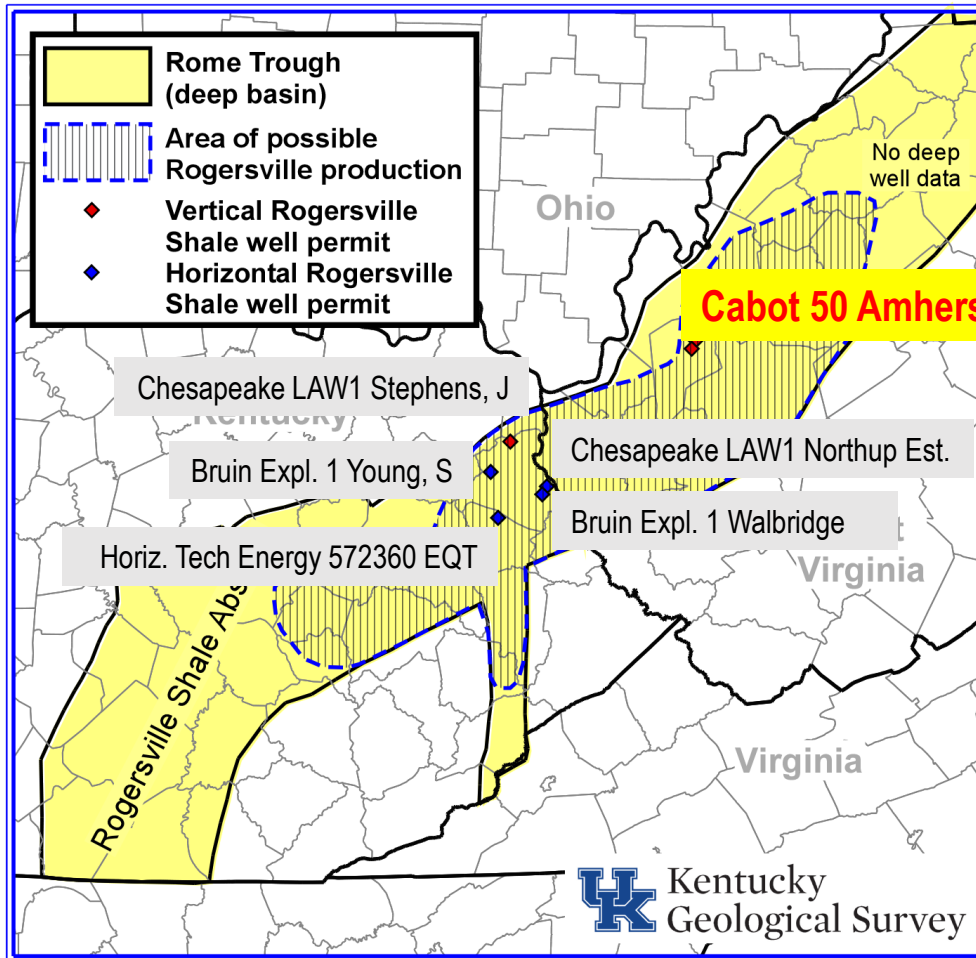 Rome Trough
(deep basin)
Area of possible
Rogersville production
Vertical Rogersville
Shale well permit
Horizontal Rogersville
Shale well permit
No deep
well data
Ohio
Cabot 50 Amhers
Chesapeake LAW1 Stephens, J
Kentucky
Chesapeake LAW1 Northup Est.
Bruin Expl. 1 Young, S
Bruin Expl. 1 Walbridge
Horiz. Tech Energy 572360 EQT
Virginia
Rogersville Shale Abs
Virginia
UK
Kentucky
Geological Survey